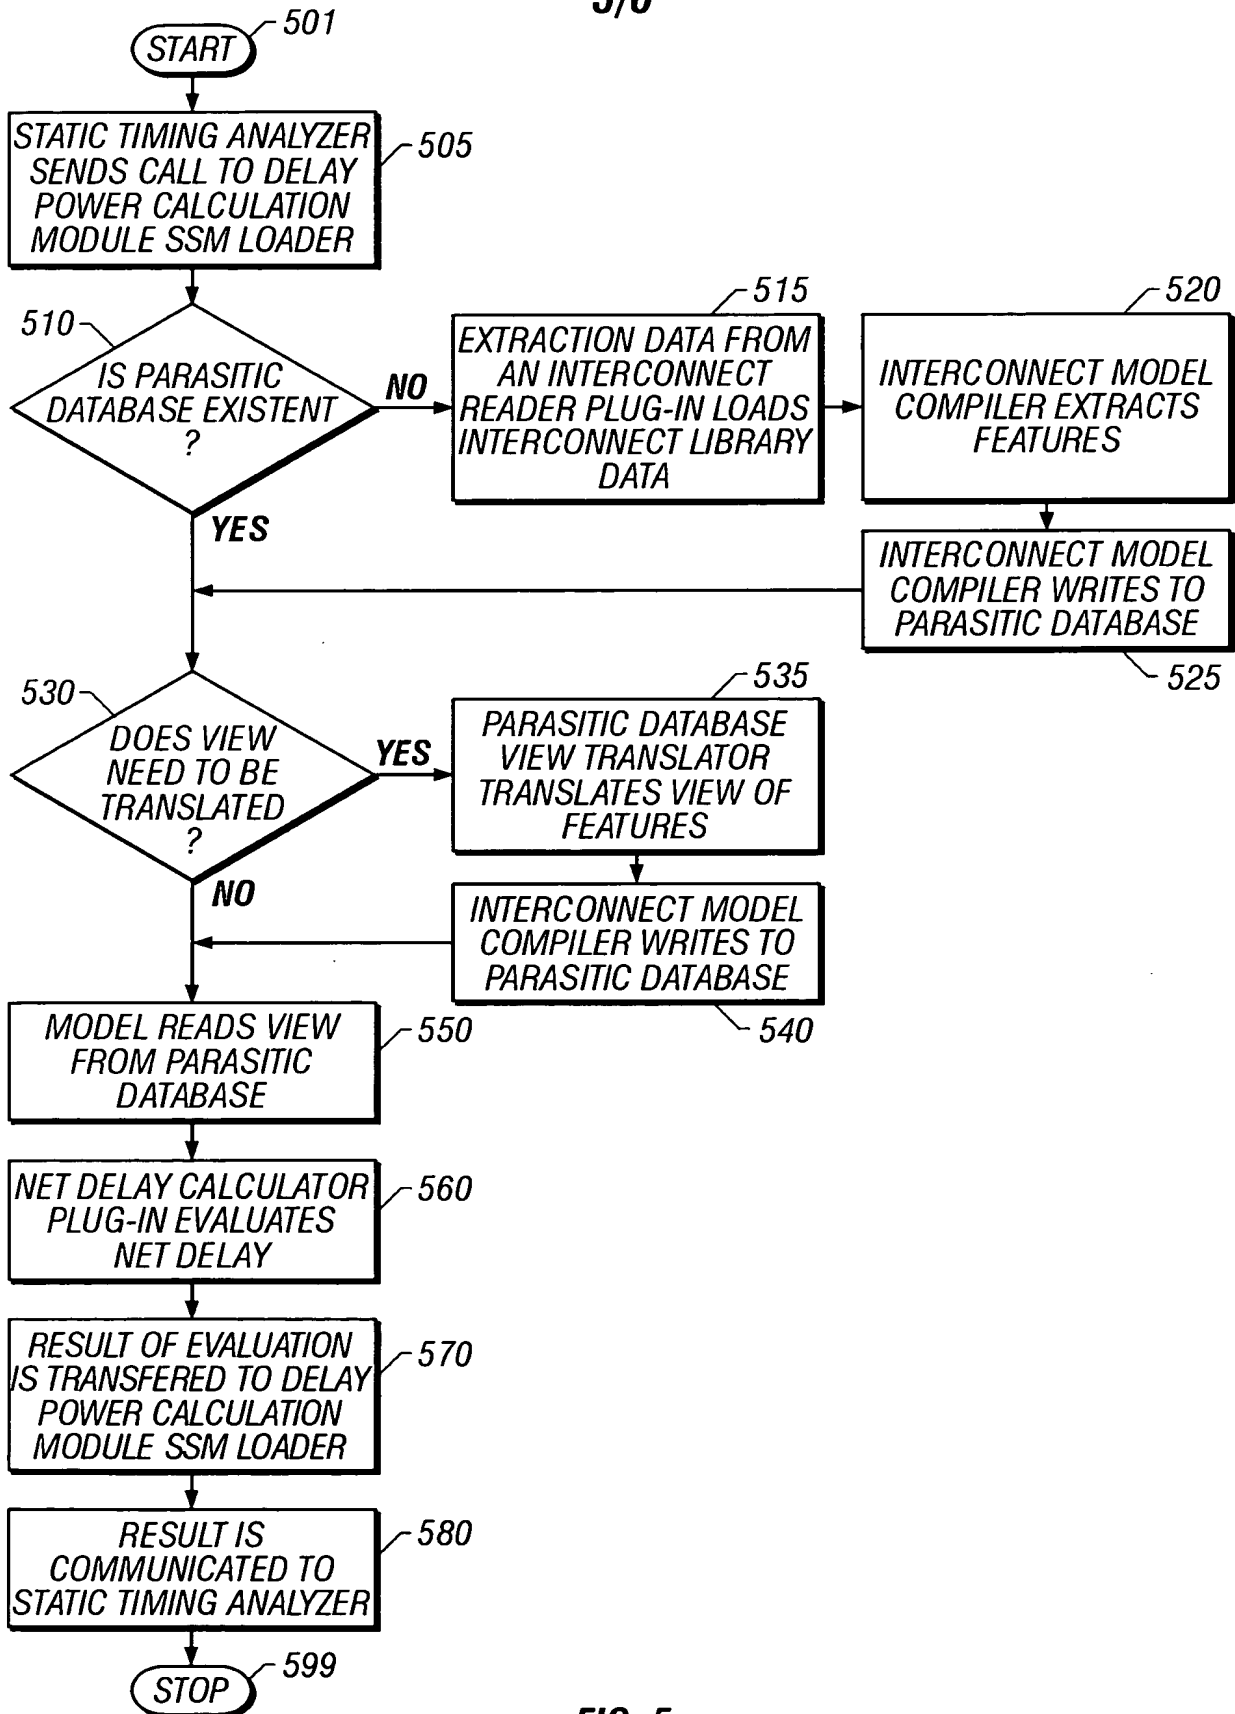 501
START
STATIC TIMING ANALYZER
SENDS CALL TO DELAY
POWER CALCULATION
MODULE SSM LOADER
505
510
IS PARASITIC
DATABASE EXISTENT
?
NO
YES
515
EXTRACTION DATA FROM
AN INTERCONNECT
READER PLUG-IN LOADS
INTERCONNECT LIBRARY
DATA
520
INTERCONNECT MODEL
COMPILER EXTRACTS
FEATURES
INTERCONNECT MODEL
COMPILER WRITES TO
PARASITIC DATABASE
525
530
DOES VIEW
NEED TO BE
TRANSLATED
?
YES
NO
535
PARASITIC DATABASE
VIEW TRANSLATOR
TRANSLATES VIEW OF
FEATURES
INTERCONNECT MODEL
COMPILER WRITES TO
PARASITIC DATABASE
540
MODEL READS VIEW
FROM PARASITIC
DATABASE
550
NET DELAY CALCULATOR
PLUG-IN EVALUATES
NET DELAY
560
RESULT OF EVALUATION
IS TRANSFERED TO DELAY
POWER CALCULATION
MODULE SSM LOADER
570
RESULT IS
COMMUNICATED TO
STATIC TIMING ANALYZER
580
STOP
599